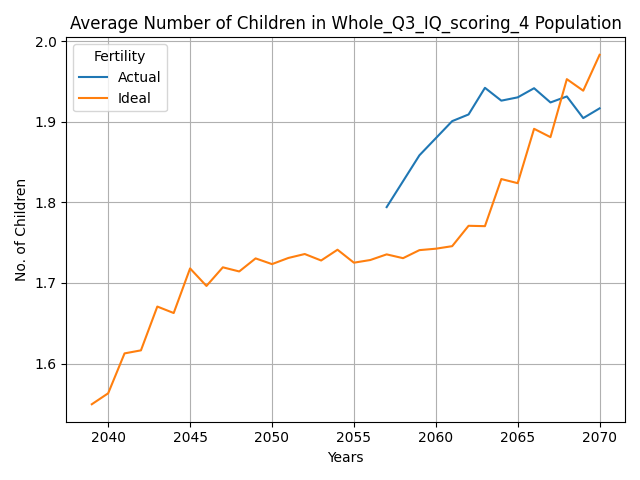 Average Number of Children in Whole_Q3_IQ_scoring_4 Population
2.0
1.9
1.8
1.7
1.6
No. of Children
Fertility
Actual
Ideal
2040 2045 2050 2055 2060 2065 2070
Years